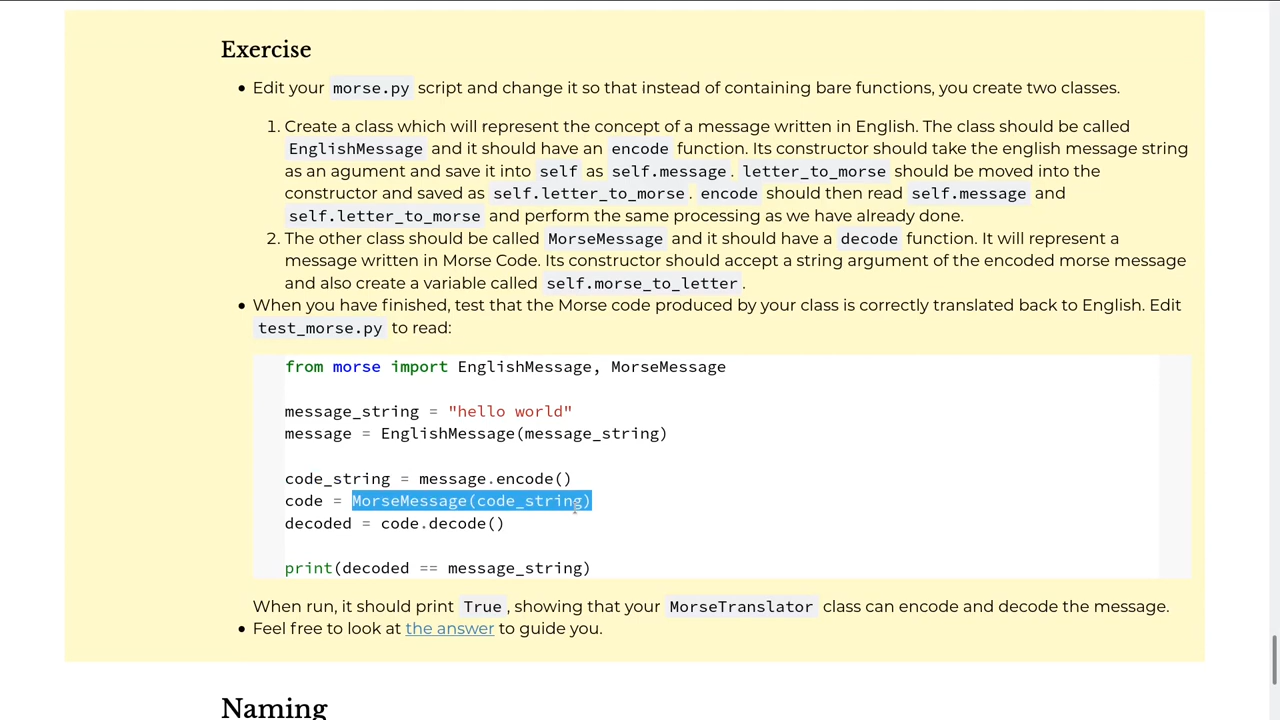 Exercise
• Edit your morse.py script and change it so that instead of containing bare functions, you create two classes.
1. Create a class which will represent the concept of a message written in English. The class should be called
EnglishMessage and it should have an encode function. Its constructor should take the english message string
as an agument and save it into self as self.message. letter_to_morse should be moved into the
constructor and saved as self.letter_to_morse. encode should then read self.message and
self.letter_to_morse and perform the same processing as we have already done.
2. The other class should be called MorseMessage and it should have a decode function. It will represent a
message written in Morse Code. Its constructor should accept a string argument of the encoded morse message
and also create a variable called self.morse_to_letter.
• When you have finished, test that the Morse code produced by your class is correctly translated back to English. Edit
test_morse.py to read:
from morse import EnglishMessage, MorseMessage
message_string = "hello world"
message = EnglishMessage(message_string)
code_string = message.encode()
code = MorseMessage(code_string)
decoded = code.decode()
print(decoded == message_string)
When run, it should print True, showing that your MorseTranslator class can encode and decode the message.
• Feel free to look at the answer to guide you.
Naming